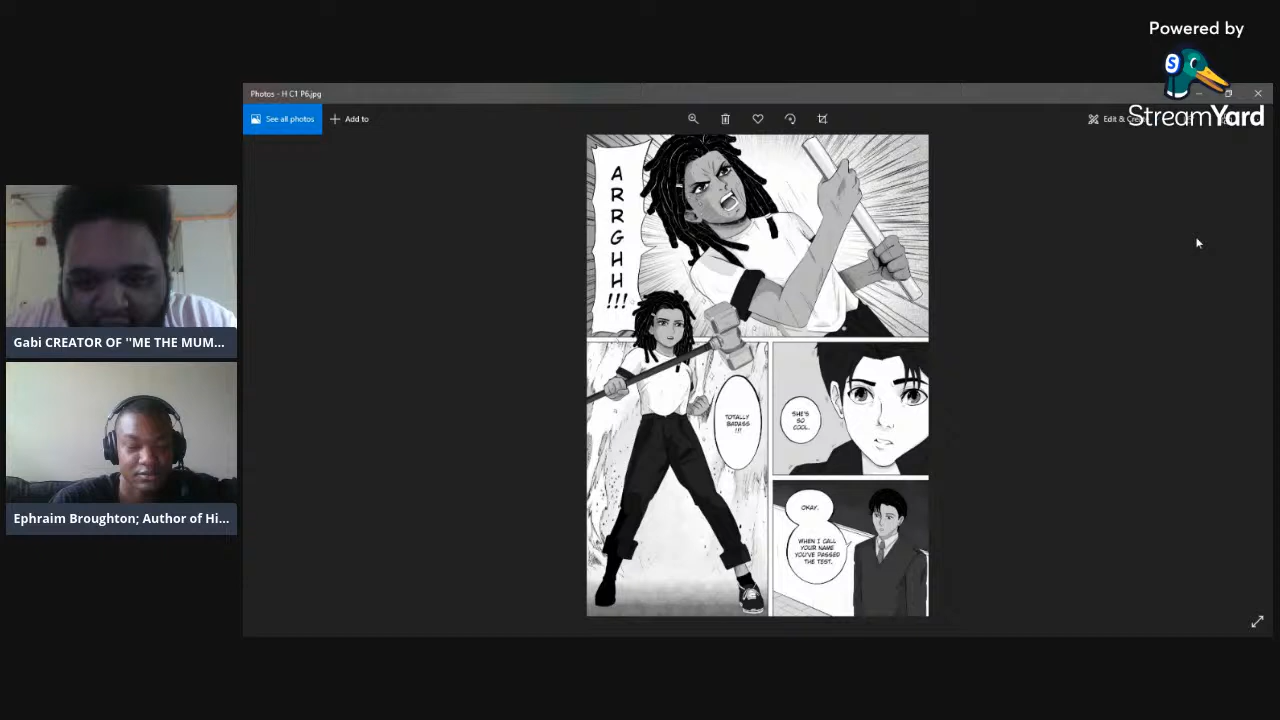 Powered by
S
StreamYard
Photos - H C1 P6.jpg
See all photos
Add to
Edit &
A
R
R
G
H
H
!!!
TOTALLY
BADASS
!!!
SHE'S
SO
COOL.
OKAY.
WHEN I CALL
YOUR NAME
YOU'VE PASSED
THE TEST.
Gabi CREATOR OF "ME THE MUM...
Ephraim Broughton; Author of Hi...